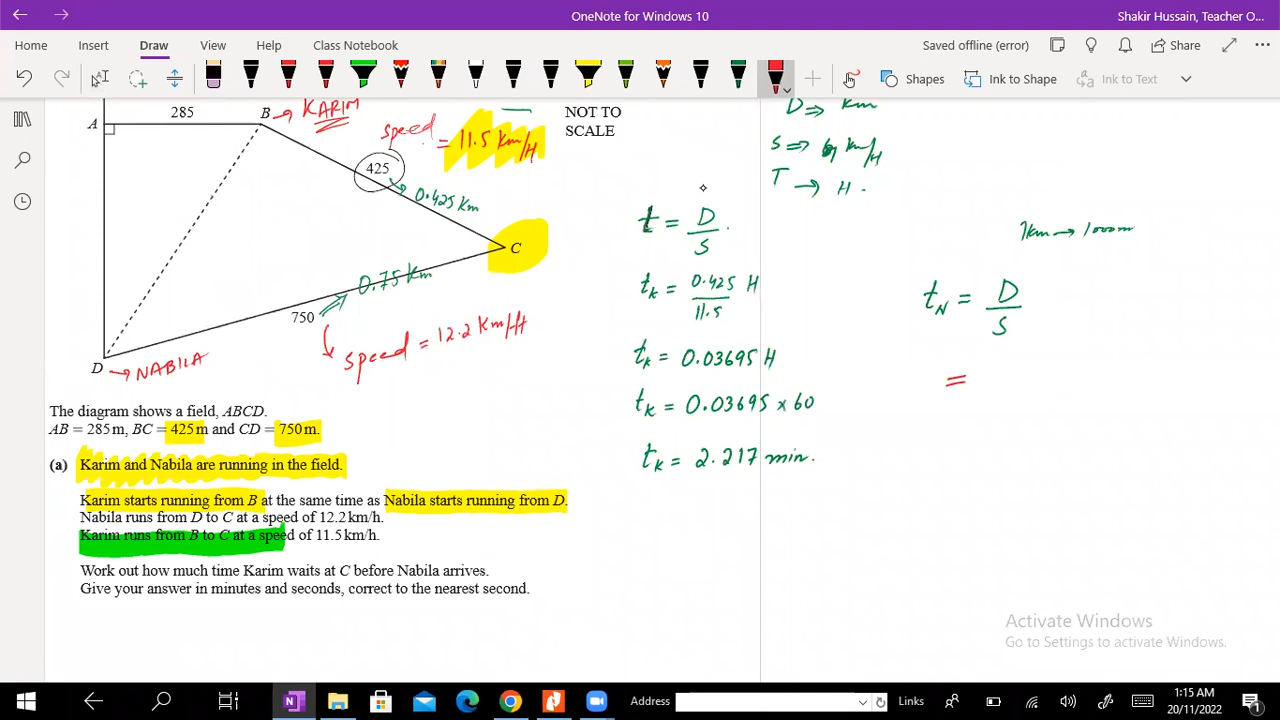 OneNote for Windows 10
Shakir Hussain, Teacher O...
Home Insert Draw View Help Class Notebook
Saved offline (error) Share
Shapes Ink to Shape Ink to Text
285
A
B → KARIM
NOT TO
SCALE
speed = 11.5 Km/H
425
0.425 Km
C
0.75 Km
750
speed = 12.2 Km/H
D → NABILA
D ⇒ Km
S ⇒ Km/H
T → H.
1km → 1000m
t = D/S
tK = 0.425/11.5 H
tK = 0.03695 H
tK = 0.03695 × 60
tK = 2.217 min.
tN = D/S
=
The diagram shows a field, ABCD.
AB = 285 m, BC = 425 m and CD = 750 m.
(a) Karim and Nabila are running in the field.
Karim starts running from B at the same time as Nabila starts running from D.
Nabila runs from D to C at a speed of 12.2 km/h.
Karim runs from B to C at a speed of 11.5 km/h.
Work out how much time Karim waits at C before Nabila arrives.
Give your answer in minutes and seconds, correct to the nearest second.
Activate Windows
Go to Settings to activate Windows.
Address
Links
1:15 AM
20/11/2022